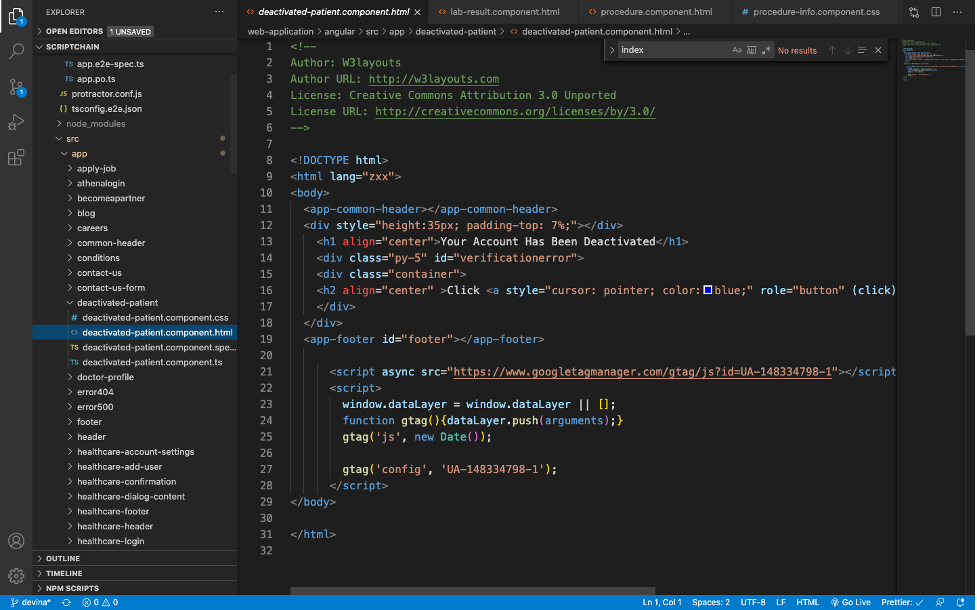 EXPLORER
OPEN EDITORS 1 UNSAVED
SCRIPTCHAIN
TS app.e2e-spec.ts
TS app.po.ts
JS protractor.conf.js
{ } tsconfig.e2e.json
node_modules
src
app
apply-job
athenalogin
becomeapartner
blog
careers
common-header
conditions
contact-us
contact-us-form
deactivated-patient
# deactivated-patient.component.css
<> deactivated-patient.component.html
TS deactivated-patient.component.spe...
TS deactivated-patient.component.ts
doctor-profile
error404
error500
footer
header
healthcare-account-settings
healthcare-add-user
healthcare-confirmation
healthcare-dialog-content
healthcare-footer
healthcare-header
healthcare-login
OUTLINE
TIMELINE
NPM SCRIPTS
<> deactivated-patient.component.html
<> lab-result.component.html
<> procedure.component.html
# procedure-info.component.css
web-application > angular > src > app > deactivated-patient > <> deactivated-patient.component.html > ...
index Aa ab .* No results
1 <!--
2 Author: W3layouts
3 Author URL: http://w3layouts.com
4 License: Creative Commons Attribution 3.0 Unported
5 License URL: http://creativecommons.org/licenses/by/3.0/
6 -->
7
8 <!DOCTYPE html>
9 <html lang="zxx">
10 <body>
11 <app-common-header></app-common-header>
12 <div style="height:35px; padding-top: 7%;"></div>
13 <h1 align="center">Your Account Has Been Deactivated</h1>
14 <div class="py-5" id="verificationerror">
15 <div class="container">
16 <h2 align="center" >Click <a style="cursor: pointer; color:blue;" role="button" (click)
17 </div>
18 </div>
19 <app-footer id="footer"></app-footer>
20
21 <script async src="https://www.googletagmanager.com/gtag/js?id=UA-148334798-1"></script
22 <script>
23 window.dataLayer = window.dataLayer || [];
24 function gtag(){dataLayer.push(arguments);}
25 gtag('js', new Date());
26
27 gtag('config', 'UA-148334798-1');
28 </script>
29 </body>
30
31 </html>
32
1
1
devina* 0 0 Ln 1, Col 1 Spaces: 2 UTF-8 LF HTML Go Live Prettier: ✓